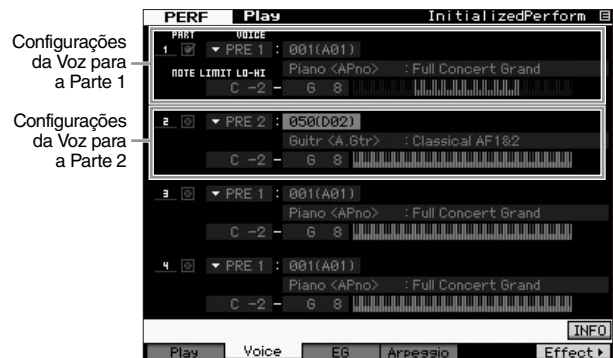 PERF Play InitializedPerform
PART VOICE
1 PRE 1 : 001(A01)
Piano <APno> : Full Concert Grand
NOTE LIMIT LO-HI
C -2 - G 8
Configurações
da Voz para
a Parte 1
2 PRE 2 : 050(D02)
Guitr <A.Gtr> : Classical AF1&2
C -2 - G 8
Configurações
da Voz para
a Parte 2
3 PRE 1 : 001(A01)
Piano <APno> : Full Concert Grand
C -2 - G 8
4 PRE 1 : 001(A01)
Piano <APno> : Full Concert Grand
C -2 - G 8
INFO
Play Voice EG Arpeggio Effect